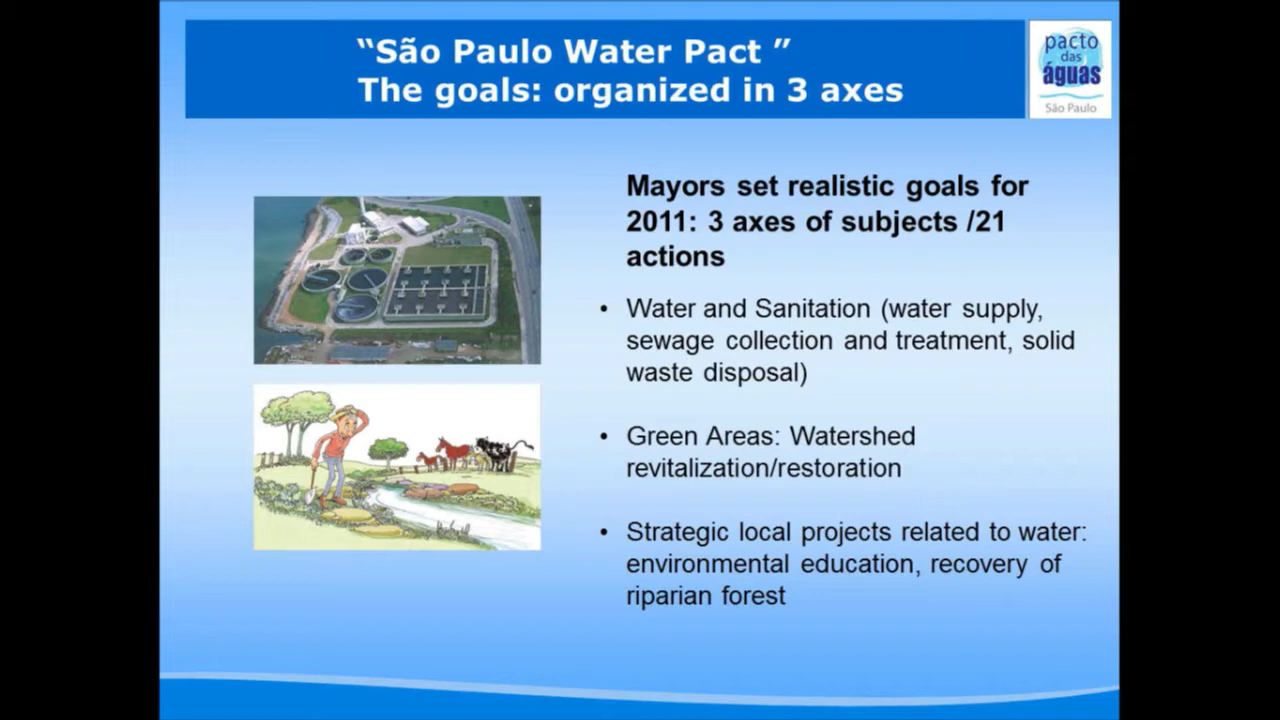 “São Paulo Water Pact ”
The goals: organized in 3 axes
pacto
das
águas
São Paulo
Mayors set realistic goals for
2011: 3 axes of subjects /21
actions
• Water and Sanitation (water supply,
sewage collection and treatment, solid
waste disposal)
• Green Areas: Watershed
revitalization/restoration
• Strategic local projects related to water:
environmental education, recovery of
riparian forest